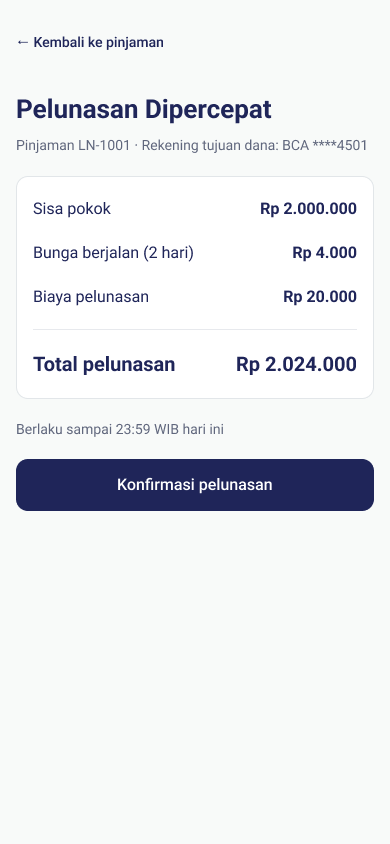 ← Kembali ke pinjaman
Pelunasan Dipercepat
Pinjaman LN-1001 · Rekening tujuan dana: BCA ****4501
Sisa pokok Rp 2.000.000
Bunga berjalan (2 hari) Rp 4.000
Biaya pelunasan Rp 20.000
Total pelunasan Rp 2.024.000
Berlaku sampai 23:59 WIB hari ini
Konfirmasi pelunasan